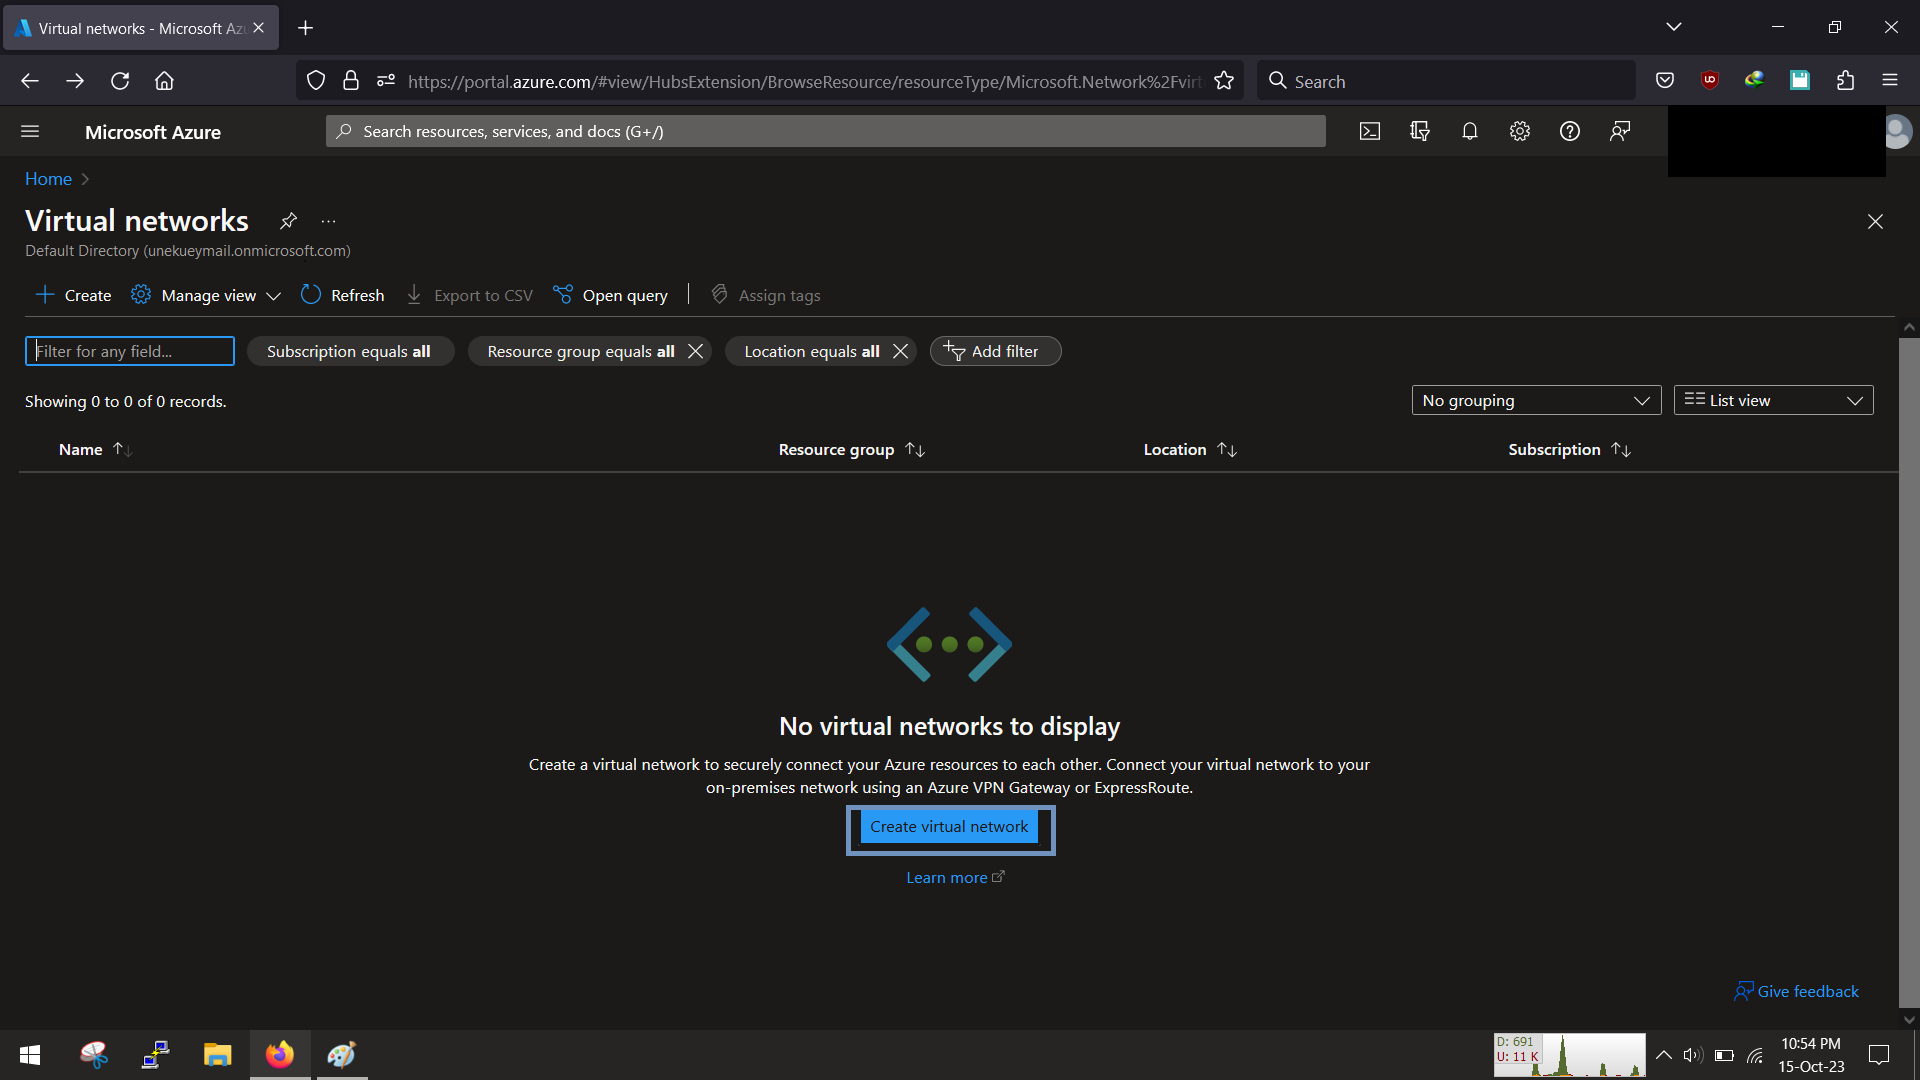 Virtual networks - Microsoft Azu
https://portal.azure.com/#view/HubsExtension/BrowseResource/resourceType/Microsoft.Network%2Fvirt
Search
Microsoft Azure
Search resources, services, and docs (G+/)
Home
Virtual networks
Default Directory (unekueymail.onmicrosoft.com)
Create
Manage view
Refresh
Export to CSV
Open query
Assign tags
Filter for any field...
Subscription equals all
Resource group equals all
Location equals all
Add filter
Showing 0 to 0 of 0 records.
No grouping
List view
Name
Resource group
Location
Subscription
No virtual networks to display
Create a virtual network to securely connect your Azure resources to each other. Connect your virtual network to your
on-premises network using an Azure VPN Gateway or ExpressRoute.
Create virtual network
Learn more
Give feedback
D: 691
U: 11 K
10:54 PM
15-Oct-23